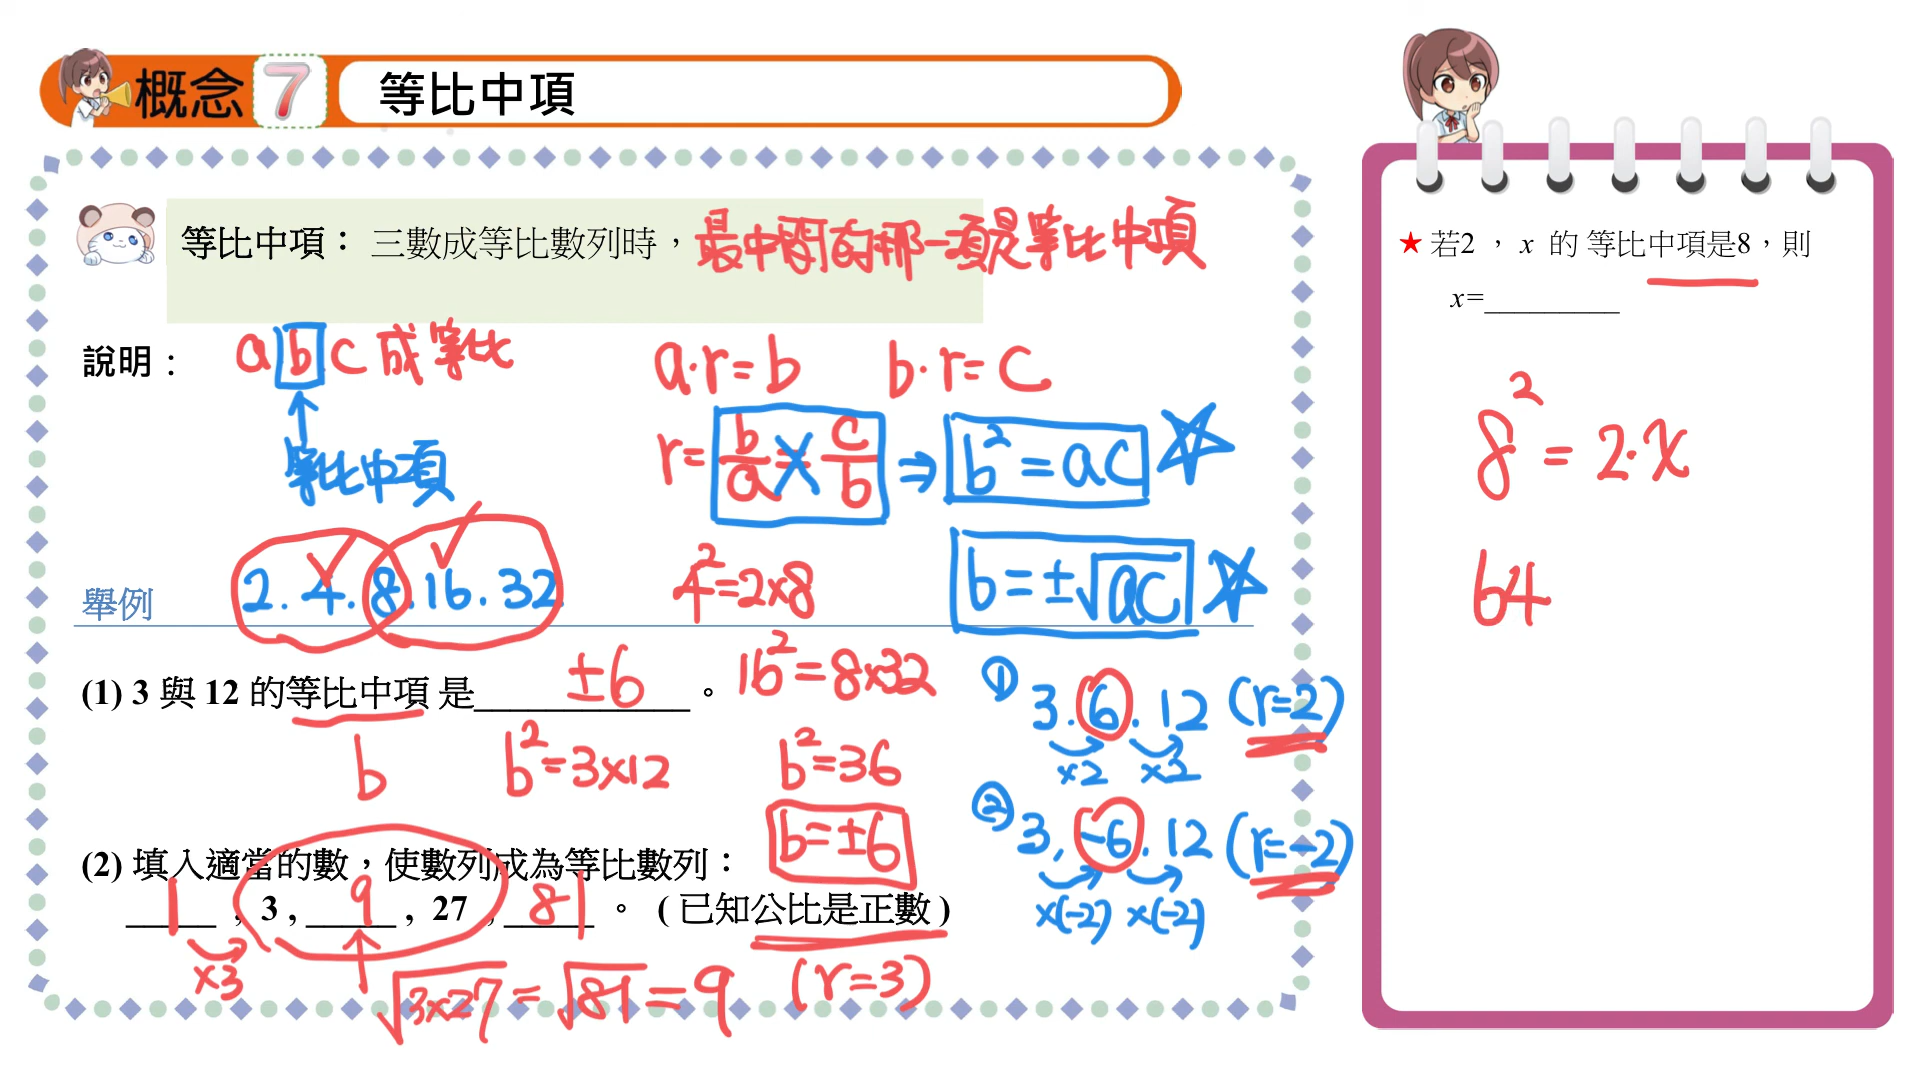 概念 7 等比中項
等比中項： 三數成等比數列時，最中間的那一項是等比中項
說明：
a b c 成等比
等比中項
a·r=b b·r=c
r= b/a = c/b ⇒ b²=ac
b=±√ac
舉例
2. 4. 8. 16. 32
4²=2×8
16²=8×32
(1) 3 與 12 的等比中項 是 ±6 。
b b²=3×12 b²=36
b=±6
① 3. 6. 12 (r=2)
×2 ×2
② 3, -6. 12 (r=-2)
×(-2) ×(-2)
(2) 填入適當的數，使數列成為等比數列：
1 , 3 , 9 , 27 , 81 。 ( 已知公比是正數 )
×3 √3×27 = √81 = 9 (r=3)
★ 若2 ， x 的 等比中項是8，則
x=_________
8² = 2·x
64